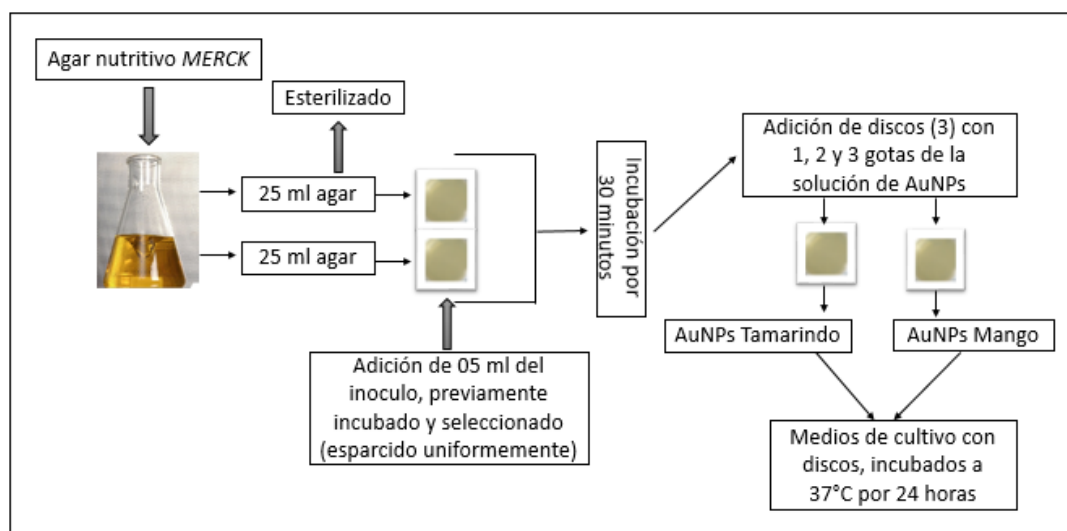 Agar nutritivo MERCK
Esterilizado
25 ml agar
25 ml agar
Adición de 05 ml del
inoculo, previamente
incubado y seleccionado
(esparcido uniformemente)
Incubación por
30 minutos
Adición de discos (3) con
1, 2 y 3 gotas de la
solución de AuNPs
AuNPs Tamarindo
AuNPs Mango
Medios de cultivo con
discos, incubados a
37°C por 24 horas